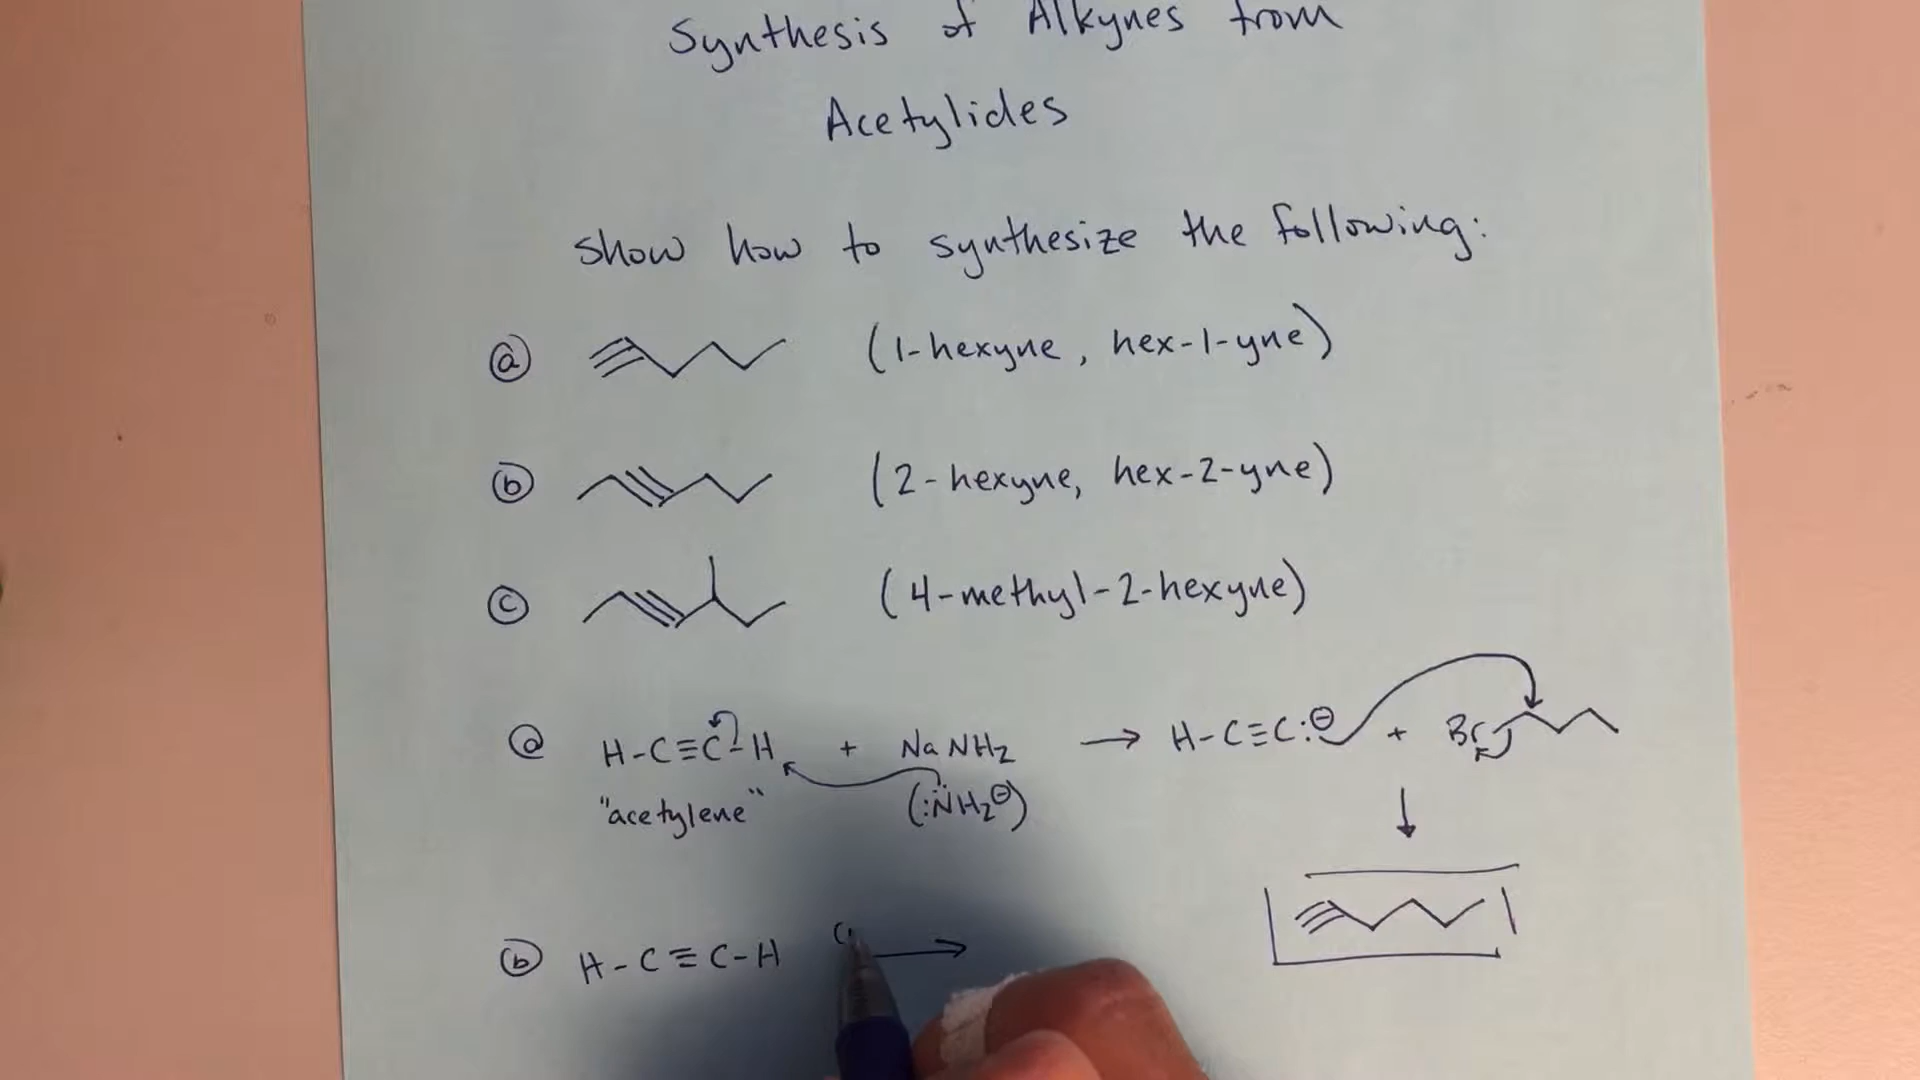 Synthesis of Alkynes from
Acetylides
show how to synthesize the following:
ⓐ (1-hexyne, hex-1-yne)
ⓑ (2-hexyne, hex-2-yne)
ⓒ (4-methyl-2-hexyne)
ⓐ H-C≡C-H + NaNH₂ → H-C≡C:⊖ + Br
"acetylene" (:N̈H₂⊖)
ⓑ H-C≡C-H →